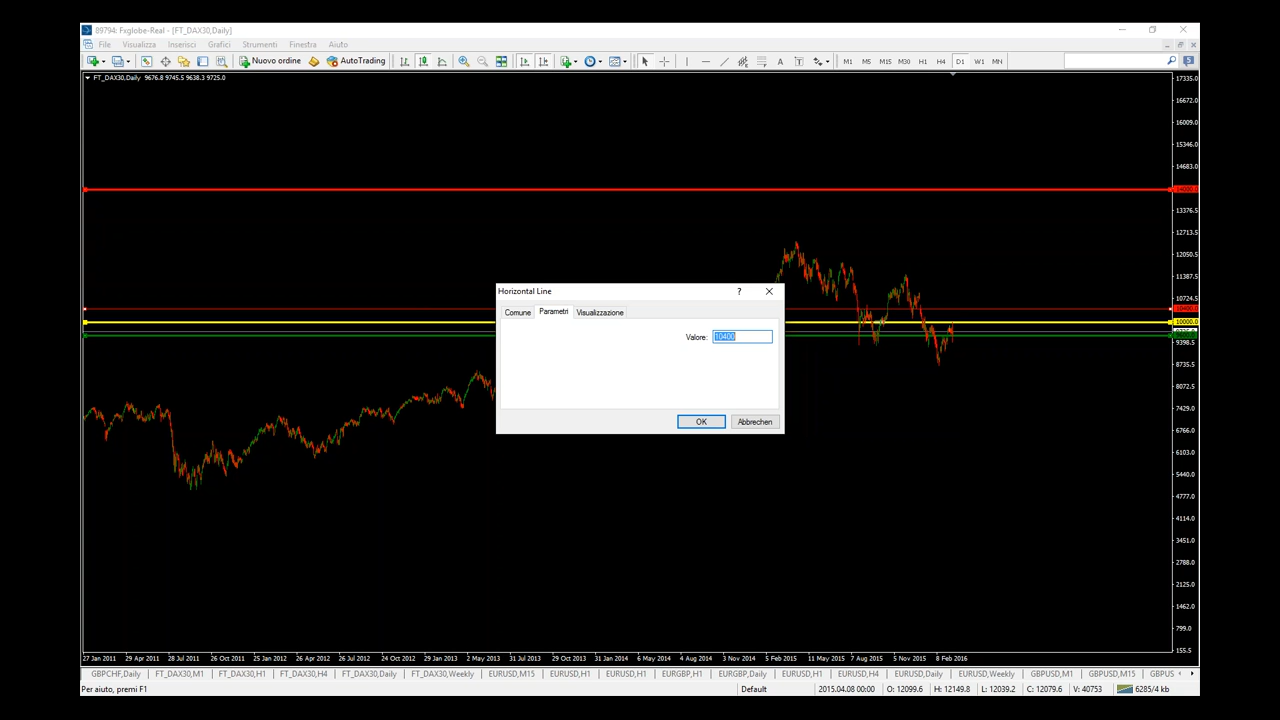 89794: Fxglobe-Real - [FT_DAX30,Daily]
File Visualizza Inserisci Grafici Strumenti Finestra Aiuto
Nuovo ordine AutoTrading A T M1 M5 M15 M30 H1 H4 D1 W1 MN
FT_DAX30,Daily 9676.8 9745.5 9638.3 9725.0
17335.0
16672.0
16009.0
15346.0
14683.0
14000.0
13376.5
12713.5
12050.5
11387.5
10724.5
10400.0
10000.0
9398.5
8735.5
8072.5
7429.0
6766.0
6103.0
5440.0
4777.0
4114.0
3451.0
2788.0
2125.0
1462.0
799.0
155.5
Horizontal Line ?
Comune Parametri Visualizzazione
Valore: 10400
OK Abbrechen
27 Jan 2011 29 Apr 2011 28 Jul 2011 26 Oct 2011 25 Jan 2012 26 Apr 2012 26 Jul 2012 24 Oct 2012 29 Jan 2013 2 May 2013 31 Jul 2013 29 Oct 2013 31 Jan 2014 6 May 2014 4 Aug 2014 3 Nov 2014 5 Feb 2015 11 May 2015 7 Aug 2015 5 Nov 2015 8 Feb 2016
GBPCHF,Daily FT_DAX30,M1 FT_DAX30,H1 FT_DAX30,H4 FT_DAX30,Daily FT_DAX30,Weekly EURUSD,M15 EURUSD,H1 EURUSD,H1 EURGBP,H1 EURGBP,Daily EURUSD,H1 EURUSD,H4 EURUSD,Daily EURUSD,Weekly GBPUSD,M1 GBPUSD,M15 GBPUS
Per aiuto, premi F1 Default 2015.04.08 00:00 O: 12099.6 H: 12149.8 L: 12039.2 C: 12079.6 V: 40753 6285/4 kb